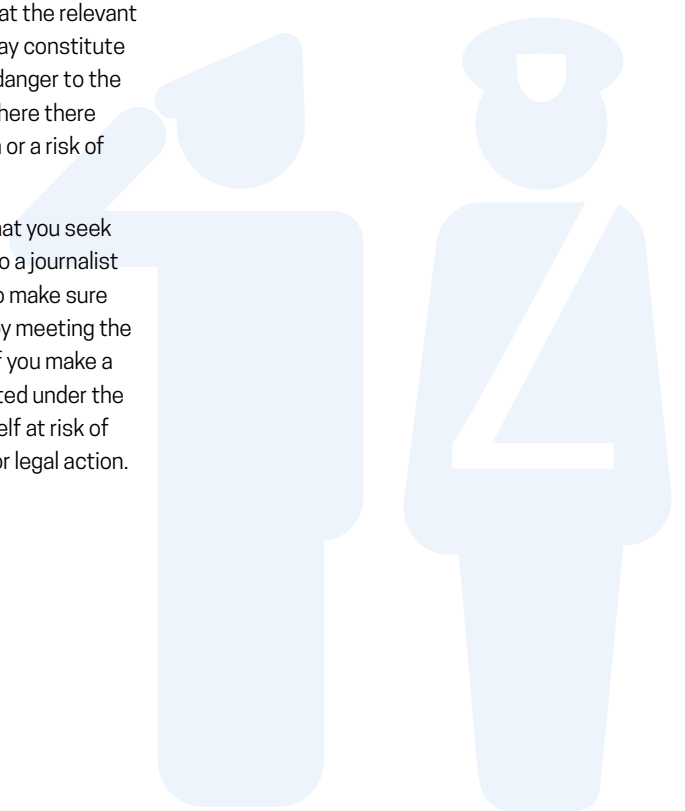 at the relevant
ay constitute
danger to the
here there
or a risk of
at you seek
o a journalist
o make sure
y meeting the
f you make a
ted under the
elf at risk of
or legal action.